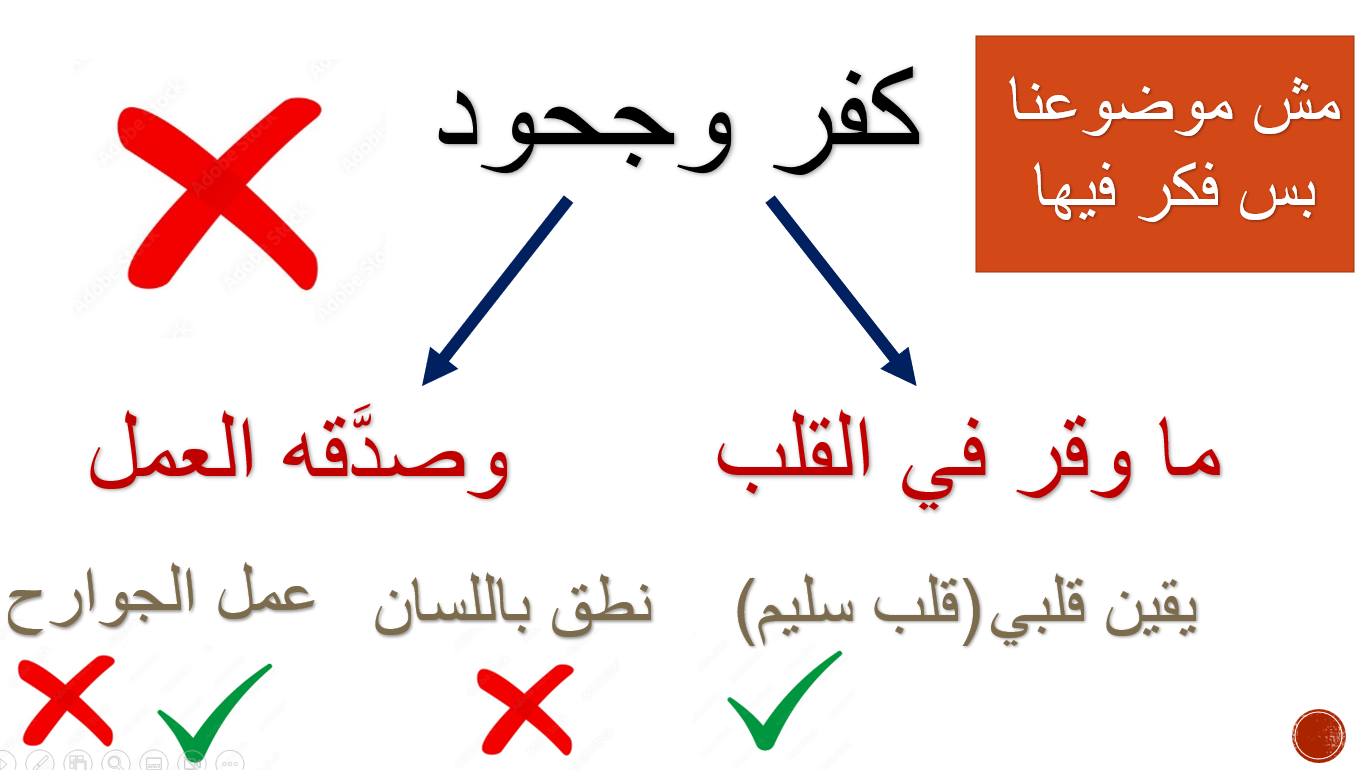 مش موضوعنا
بس فكر فيها
كفر وجحود
ما وقر في القلب
وصدَّقه العمل
يقين قلبي(قلب سليم)
نطق باللسان
عمل الجوارح